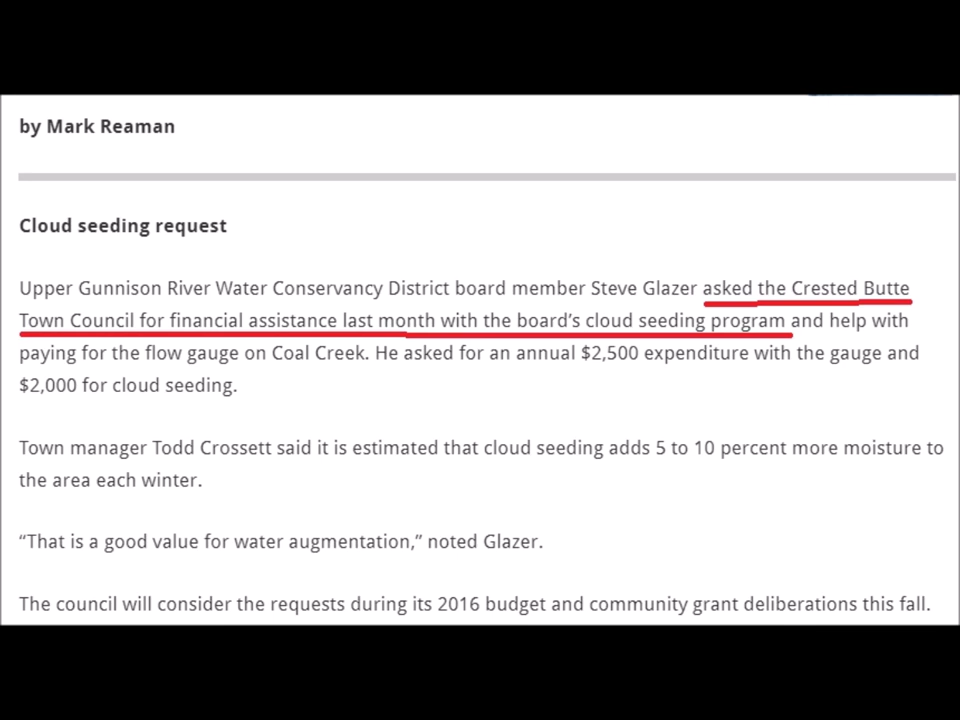 by Mark Reaman
Cloud seeding request
Upper Gunnison River Water Conservancy District board member Steve Glazer asked the Crested Butte
Town Council for financial assistance last month with the board’s cloud seeding program and help with
paying for the flow gauge on Coal Creek. He asked for an annual $2,500 expenditure with the gauge and
$2,000 for cloud seeding.
Town manager Todd Crossett said it is estimated that cloud seeding adds 5 to 10 percent more moisture to
the area each winter.
“That is a good value for water augmentation,” noted Glazer.
The council will consider the requests during its 2016 budget and community grant deliberations this fall.